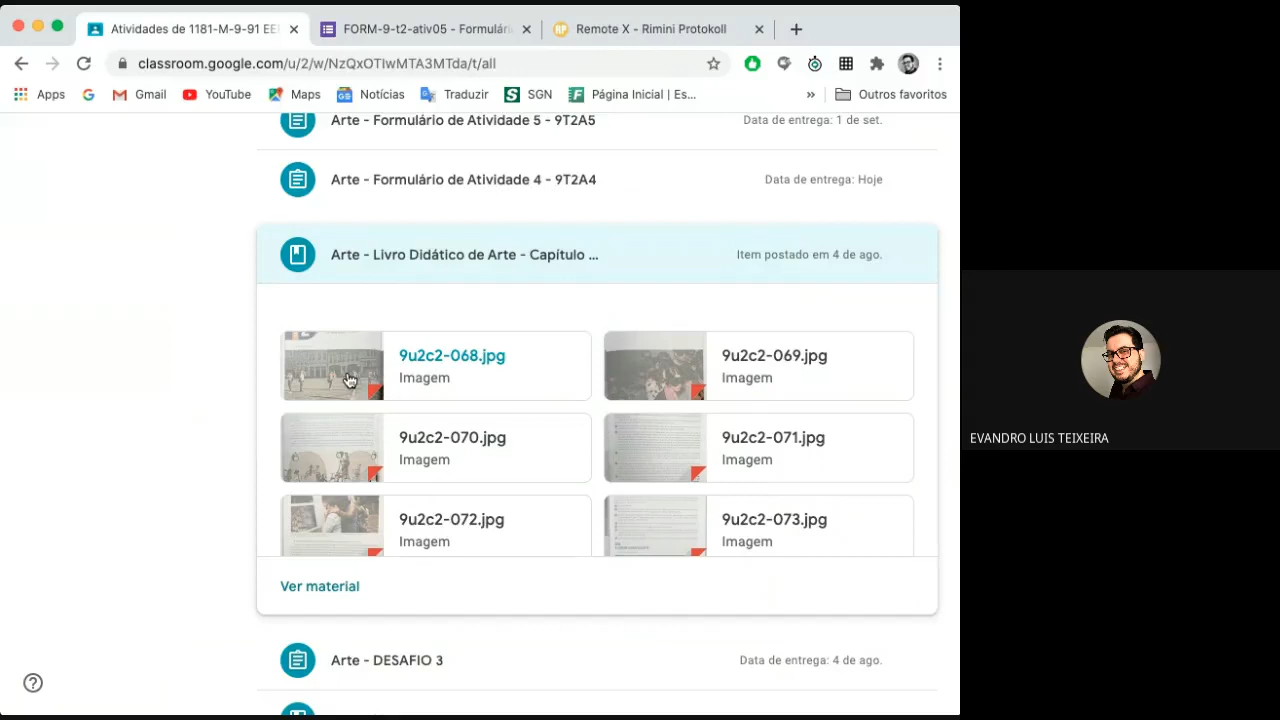 Atividades de 1181-M-9-91 EE
FORM-9-t2-ativ05 - Formulári
RP
Remote X - Rimini Protokoll
classroom.google.com/u/2/w/NzQxOTIwMTA3MTda/t/all
Apps
Gmail
YouTube
Maps
Notícias
Traduzir
SGN
Página Inicial | Es...
»
Outros favoritos
Arte - Formulário de Atividade 5 - 9T2A5
Data de entrega: 1 de set.
Arte - Formulário de Atividade 4 - 9T2A4
Data de entrega: Hoje
Arte - Livro Didático de Arte - Capítulo ...
Item postado em 4 de ago.
9u2c2-068.jpg
Imagem
9u2c2-069.jpg
Imagem
9u2c2-070.jpg
Imagem
9u2c2-071.jpg
Imagem
9u2c2-072.jpg
Imagem
9u2c2-073.jpg
Imagem
Ver material
Arte - DESAFIO 3
Data de entrega: 4 de ago.
EVANDRO LUIS TEIXEIRA